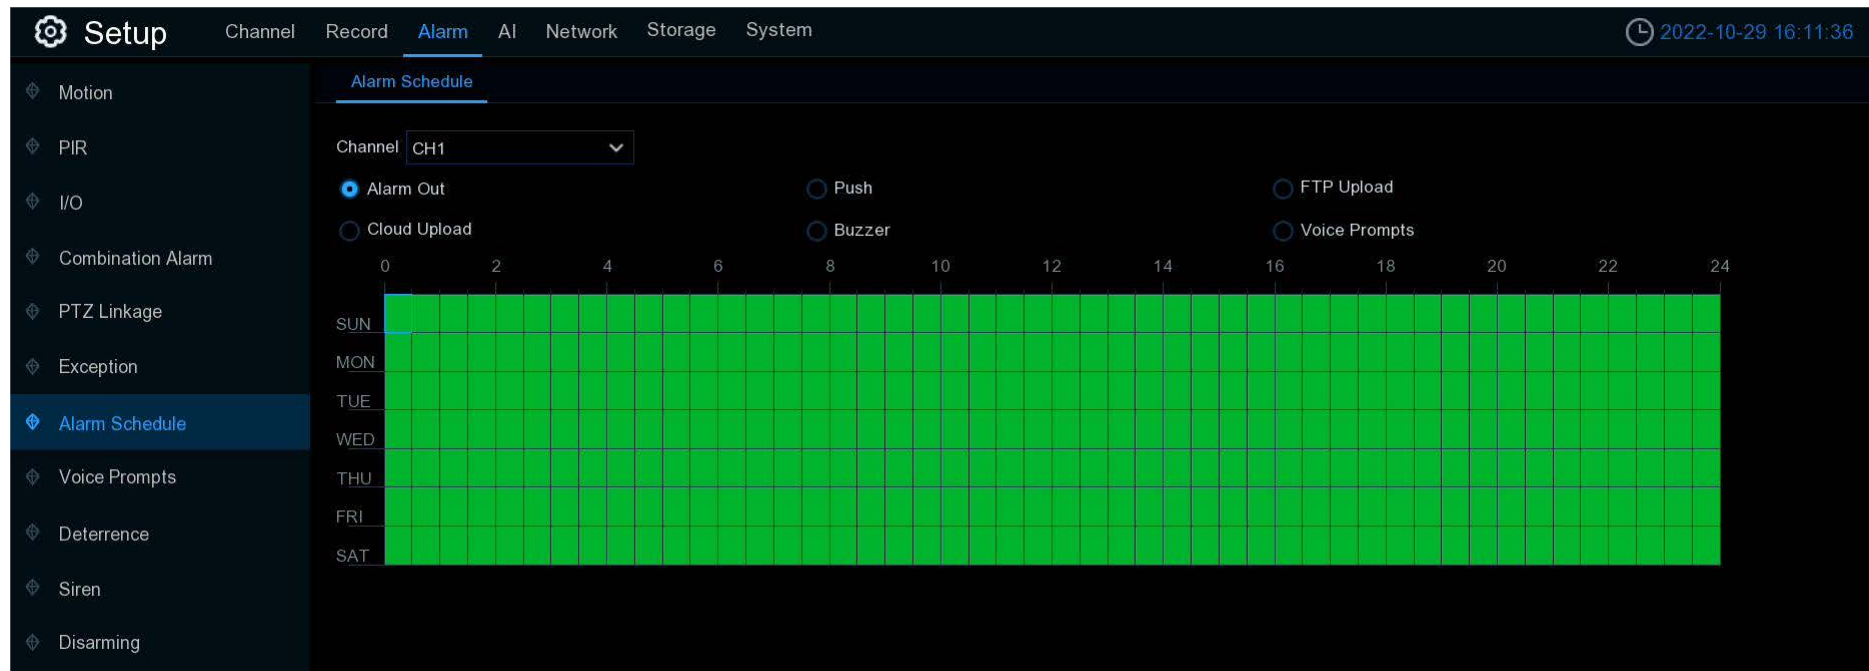 Setup Channel Record Alarm AI Network Storage System 2022-10-29 16:11:36
Alarm Schedule
Motion
PIR
I/O
Combination Alarm
PTZ Linkage
Exception
Alarm Schedule
Voice Prompts
Deterrence
Siren
Disarming
Channel CH1
Alarm Out Push FTP Upload
Cloud Upload Buzzer Voice Prompts
0 2 4 6 8 10 12 14 16 18 20 22 24
SUN
MON
TUE
WED
THU
FRI
SAT